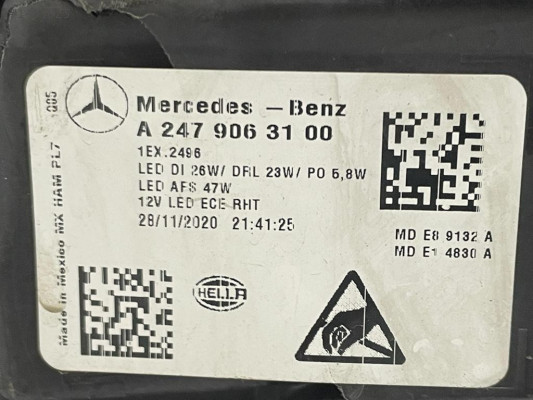 Mercedes - Benz
A 247 906 31 00
1EX.2496
LED DI 26W/ DRL 23W/ PO 5,8W
LED AFS 47W
12V LED ECE RHT
28/11/2020 21:41:25
MD E8 9132 A
MD E1 4830 A
HELLA
Made in Mexico MX HAM PL7
1005